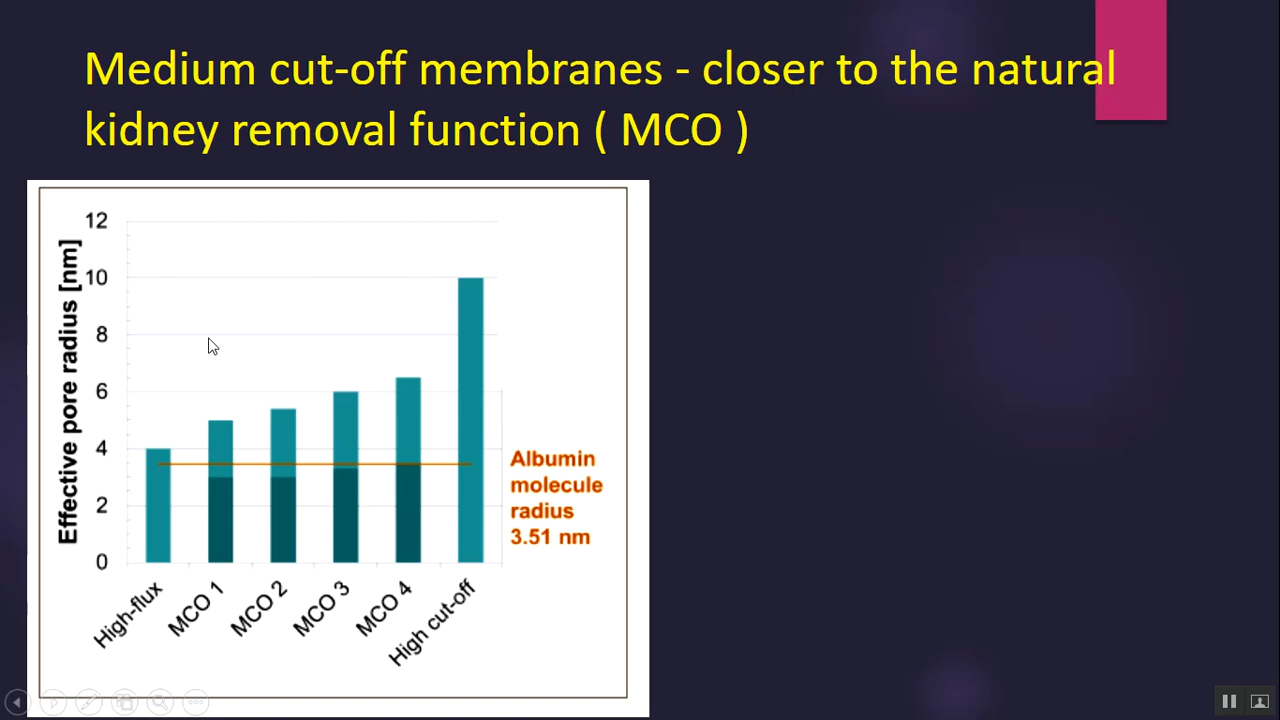 Medium cut-off membranes - closer to the natural
kidney removal function ( MCO )
Effective pore radius [nm]
12
10
8
6
4
2
0
High-flux
MCO 1
MCO 2
MCO 3
MCO 4
High cut-off
Albumin
molecule
radius
3.51 nm